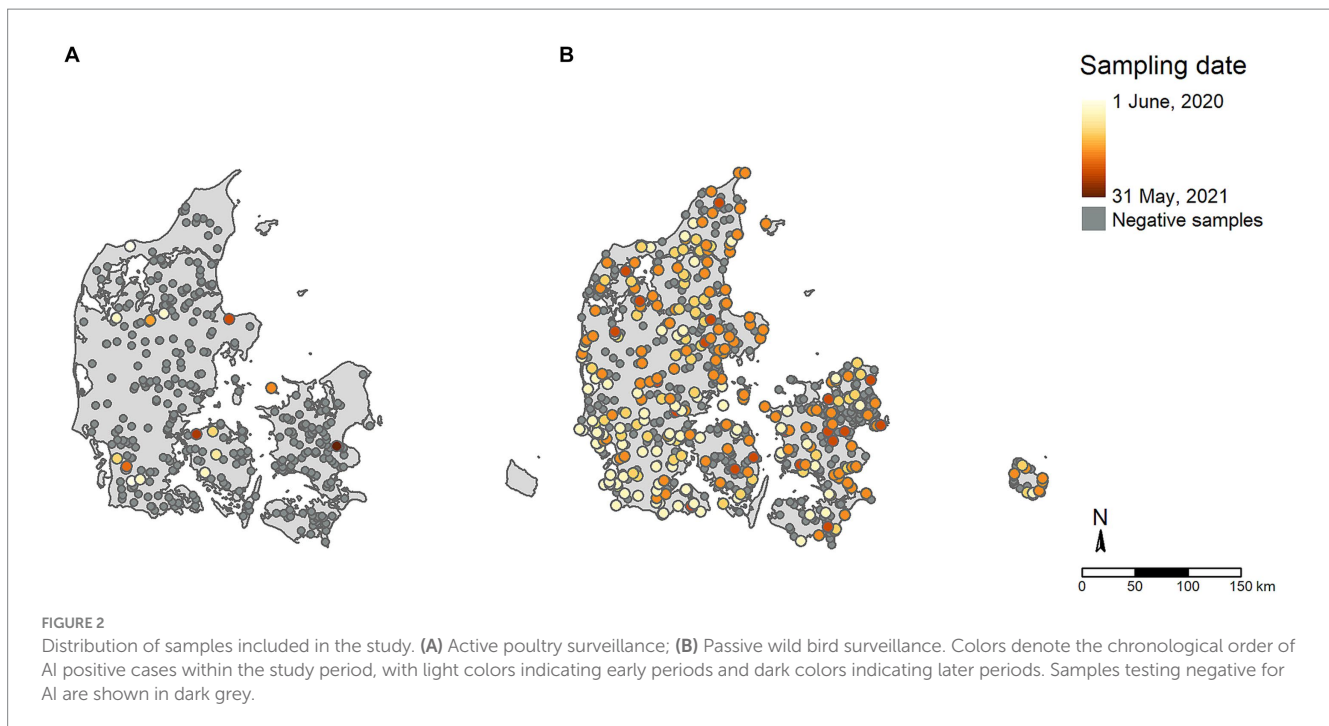 A
B
Sampling date
1 June, 2020
31 May, 2021
Negative samples
N
0 50 100 150 km
FIGURE 2
Distribution of samples included in the study. (A) Active poultry surveillance; (B) Passive wild bird surveillance. Colors denote the chronological order of
AI positive cases within the study period, with light colors indicating early periods and dark colors indicating later periods. Samples testing negative for
AI are shown in dark grey.